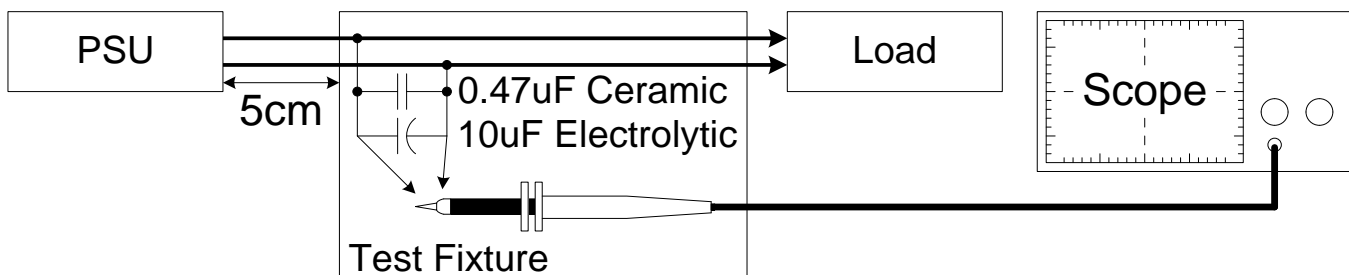 PSU
Load
Scope
5cm
0.47uF Ceramic
10uF Electrolytic
Test Fixture